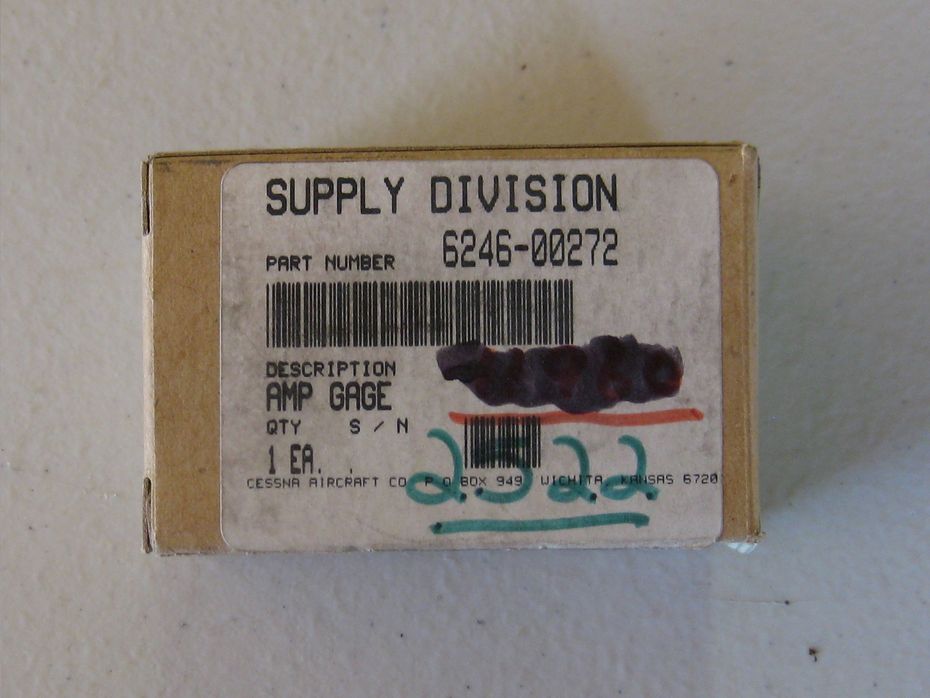 SUPPLY DIVISION
PART NUMBER 6246-00272
DESCRIPTION
AMP GAGE
QTY S / N
1 EA. .
CESSNA AIRCRAFT CO P O BOX 949 WICHITA, KANSAS 6720
2522